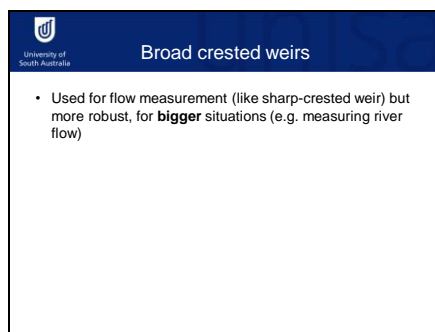 University of
South Australia
Broad crested weirs
• Used for flow measurement (like sharp-crested weir) but
more robust, for bigger situations (e.g. measuring river
flow)